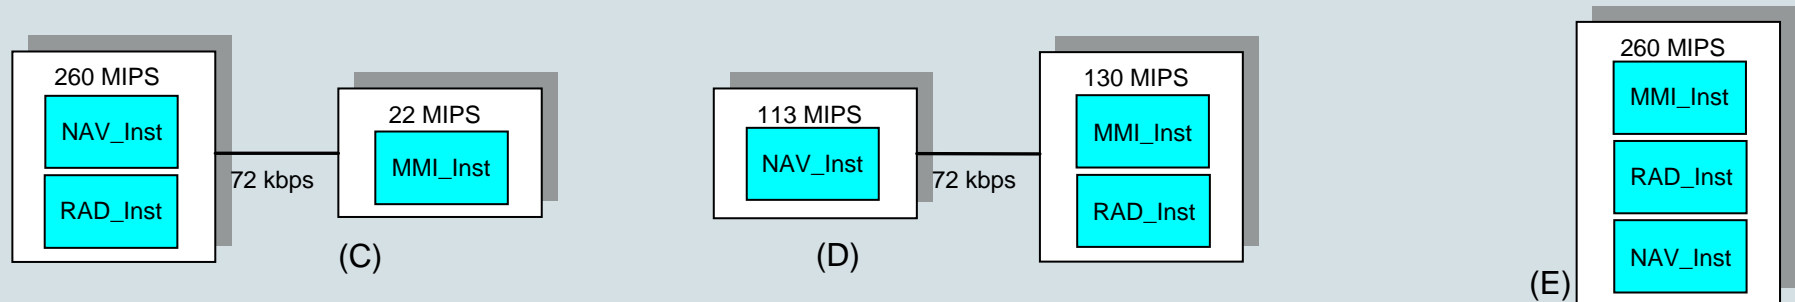 260 MIPS
NAV_Inst
RAD_Inst
72 kbps
22 MIPS
MMI_Inst
(C)
113 MIPS
NAV_Inst
72 kbps
130 MIPS
MMI_Inst
RAD_Inst
(D)
260 MIPS
MMI_Inst
RAD_Inst
NAV_Inst
(E)